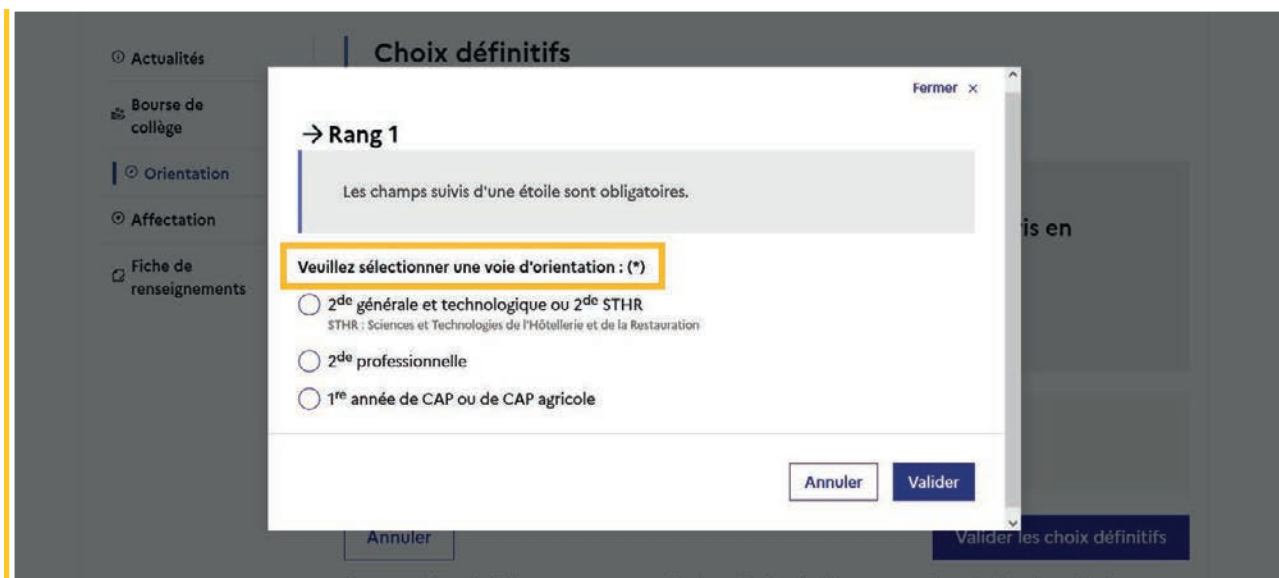 Actualités
Bourse de
collège
Orientation
Affectation
Fiche de
renseignements
Choix définitifs
Fermer ×
→ Rang 1
Les champs suivis d'une étoile sont obligatoires.
Veuillez sélectionner une voie d'orientation : (*)
2de générale et technologique ou 2de STHR
STHR : Sciences et Technologies de l'Hôtellerie et de la Restauration
2de professionnelle
1re année de CAP ou de CAP agricole
Annuler
Valider
is en
Annuler
Valider les choix définitifs